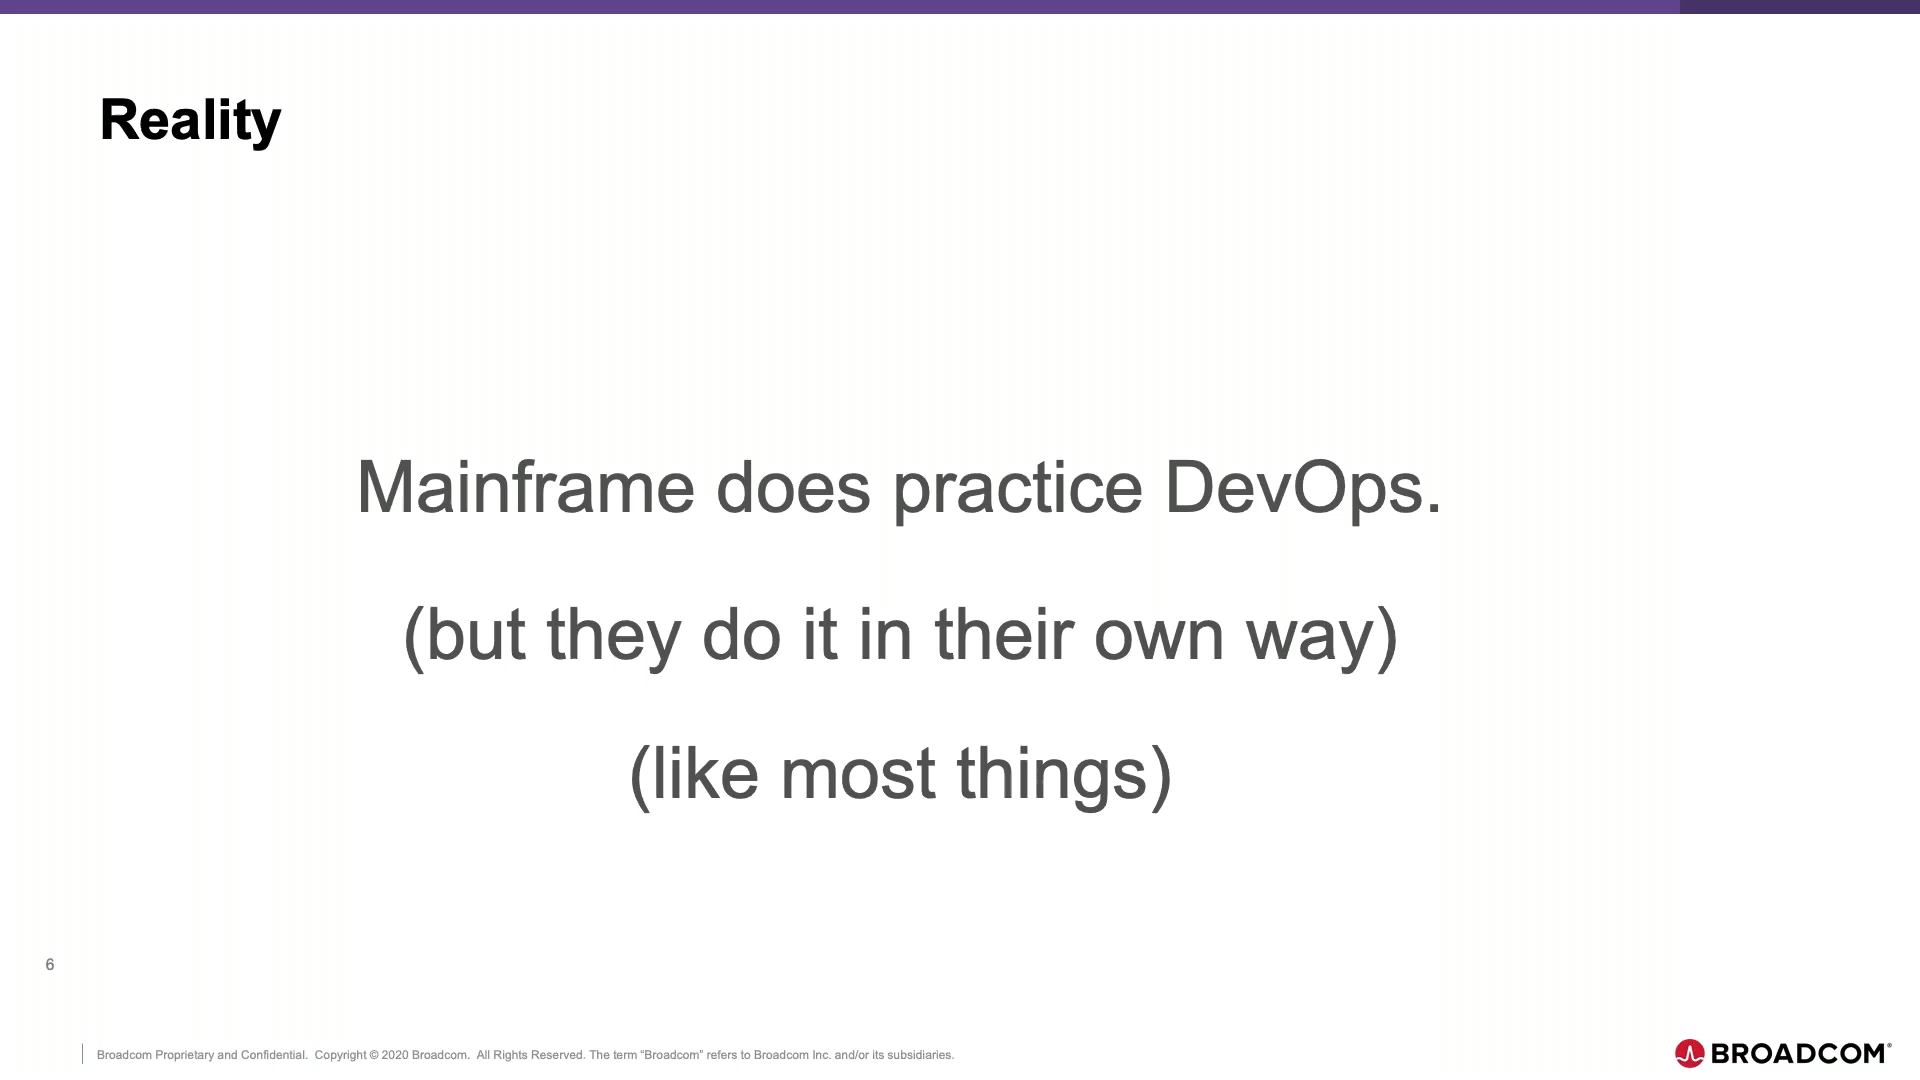 Reality
Mainframe does practice DevOps.
(but they do it in their own way)
(like most things)
6
Broadcom Proprietary and Confidential.  Copyright © 2020 Broadcom.  All Rights Reserved. The term “Broadcom” refers to Broadcom Inc. and/or its subsidiaries.
BROADCOM®